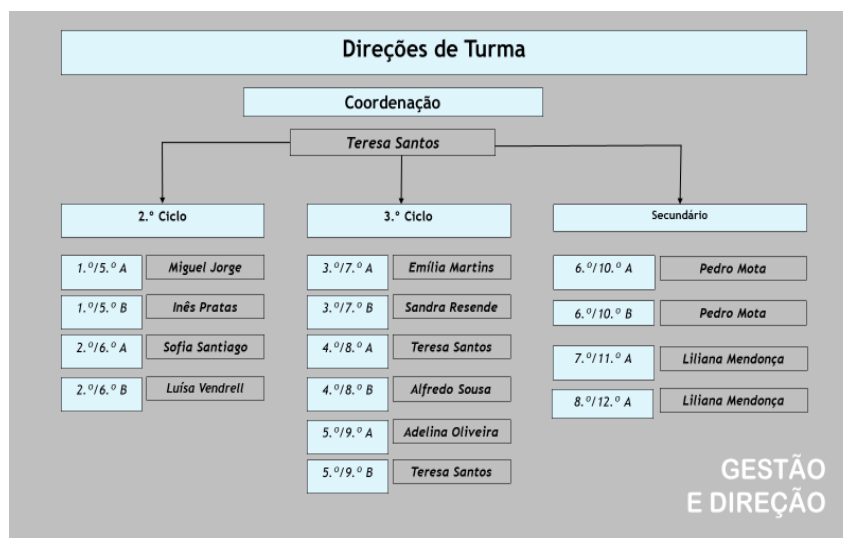 Direções de Turma
Coordenação
Teresa Santos
2.º Ciclo
1.º/5.º A Miguel Jorge
1.º/5.º B Inês Pratas
2.º/6.º A Sofia Santiago
2.º/6.º B Luísa Vendrell
3.º Ciclo
3.º/7.º A Emília Martins
3.º/7.º B Sandra Resende
4.º/8.º A Teresa Santos
4.º/8.º B Alfredo Sousa
5.º/9.º A Adelina Oliveira
5.º/9.º B Teresa Santos
Secundário
6.º/10.º A Pedro Mota
6.º/10.º B Pedro Mota
7.º/11.º A Liliana Mendonça
8.º/12.º A Liliana Mendonça
GESTÃO
E DIREÇÃO